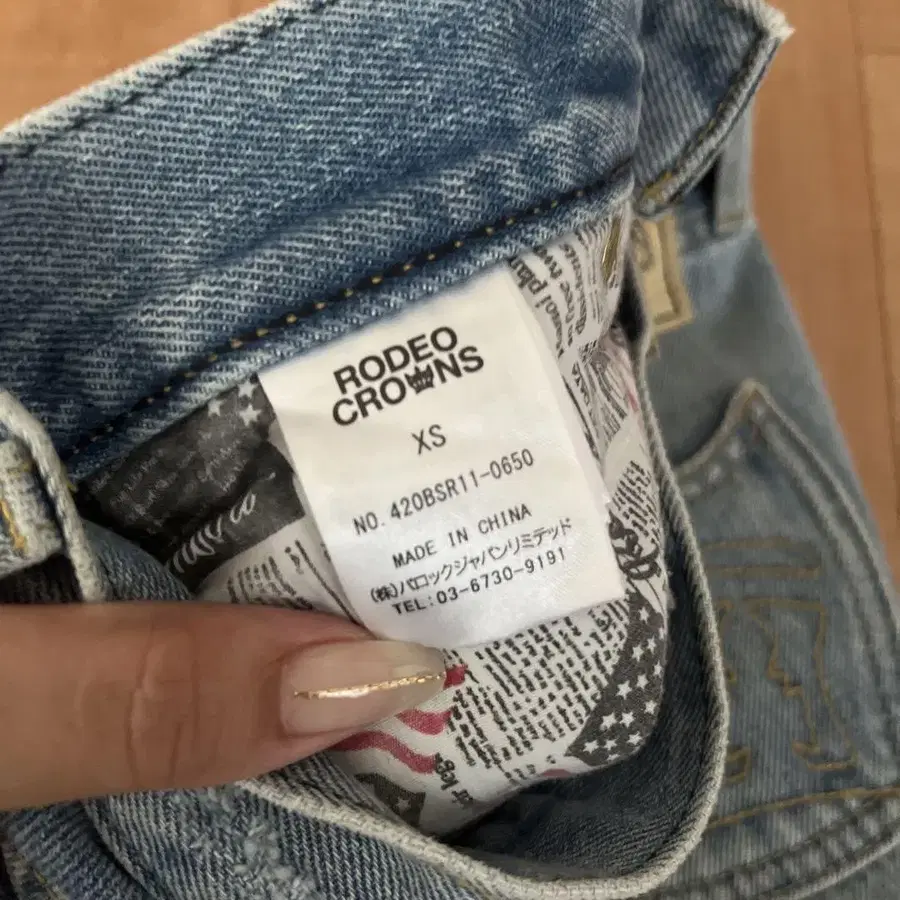 RODEO
CROWNS
XS
NO. 420BSR11-0650
MADE IN CHINA
(株)バロックジャパンリミテッド
TEL:03-6730-9191